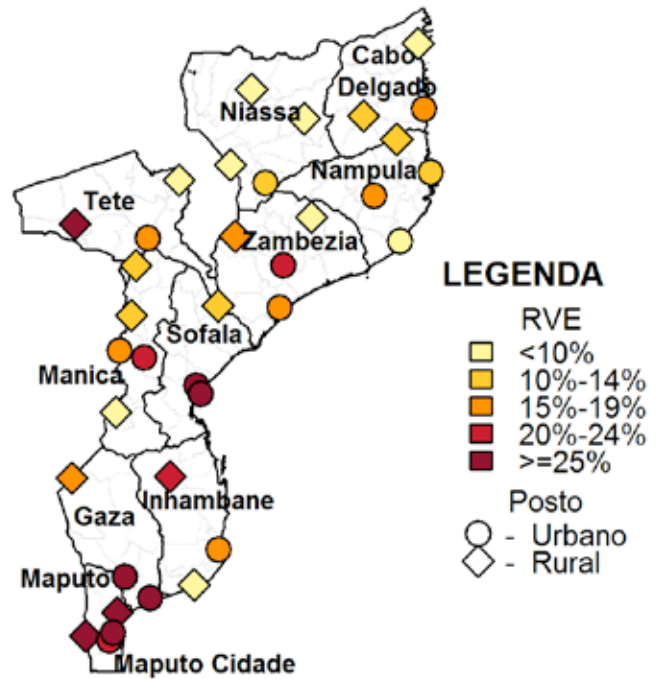 Cabo
Delgado
Niassa
Nampula
Tete
Zambezia
Sofala
Manica
Inhambane
Gaza
Maputo
Maputo Cidade
LEGENDA
RVE
<10%
10%-14%
15%-19%
20%-24%
>=25%
Posto
- Urbano
- Rural